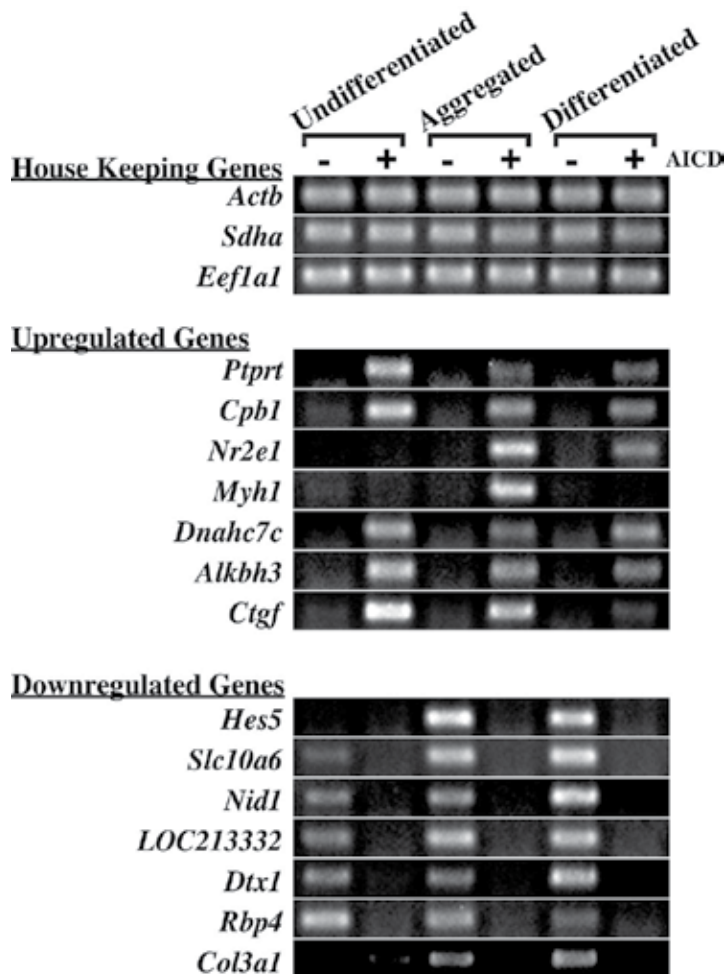 Undifferentiated Aggregated Differentiated
House Keeping Genes - + - + - + AICD
Actb
Sdha
Eef1a1
Upregulated Genes
Ptprt
Cpb1
Nr2e1
Myh1
Dnahc7c
Alkbh3
Ctgf
Downregulated Genes
Hes5
Slc10a6
Nid1
LOC213332
Dtx1
Rbp4
Col3a1